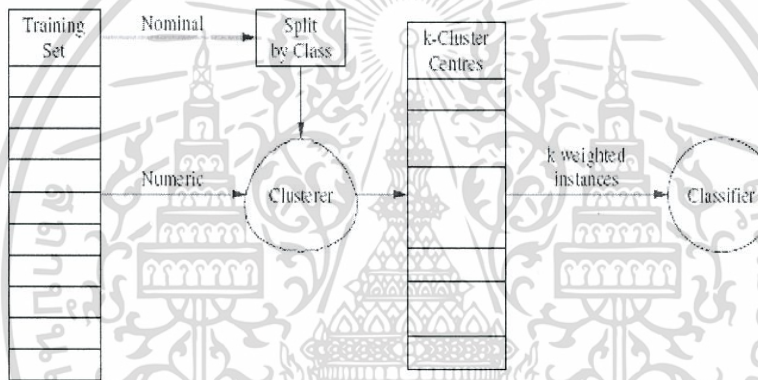 Training
Set
Nominal
Split
by Class
k-Cluster
Centres
Numeric
Clusterer
k weighted
instances
Classifier